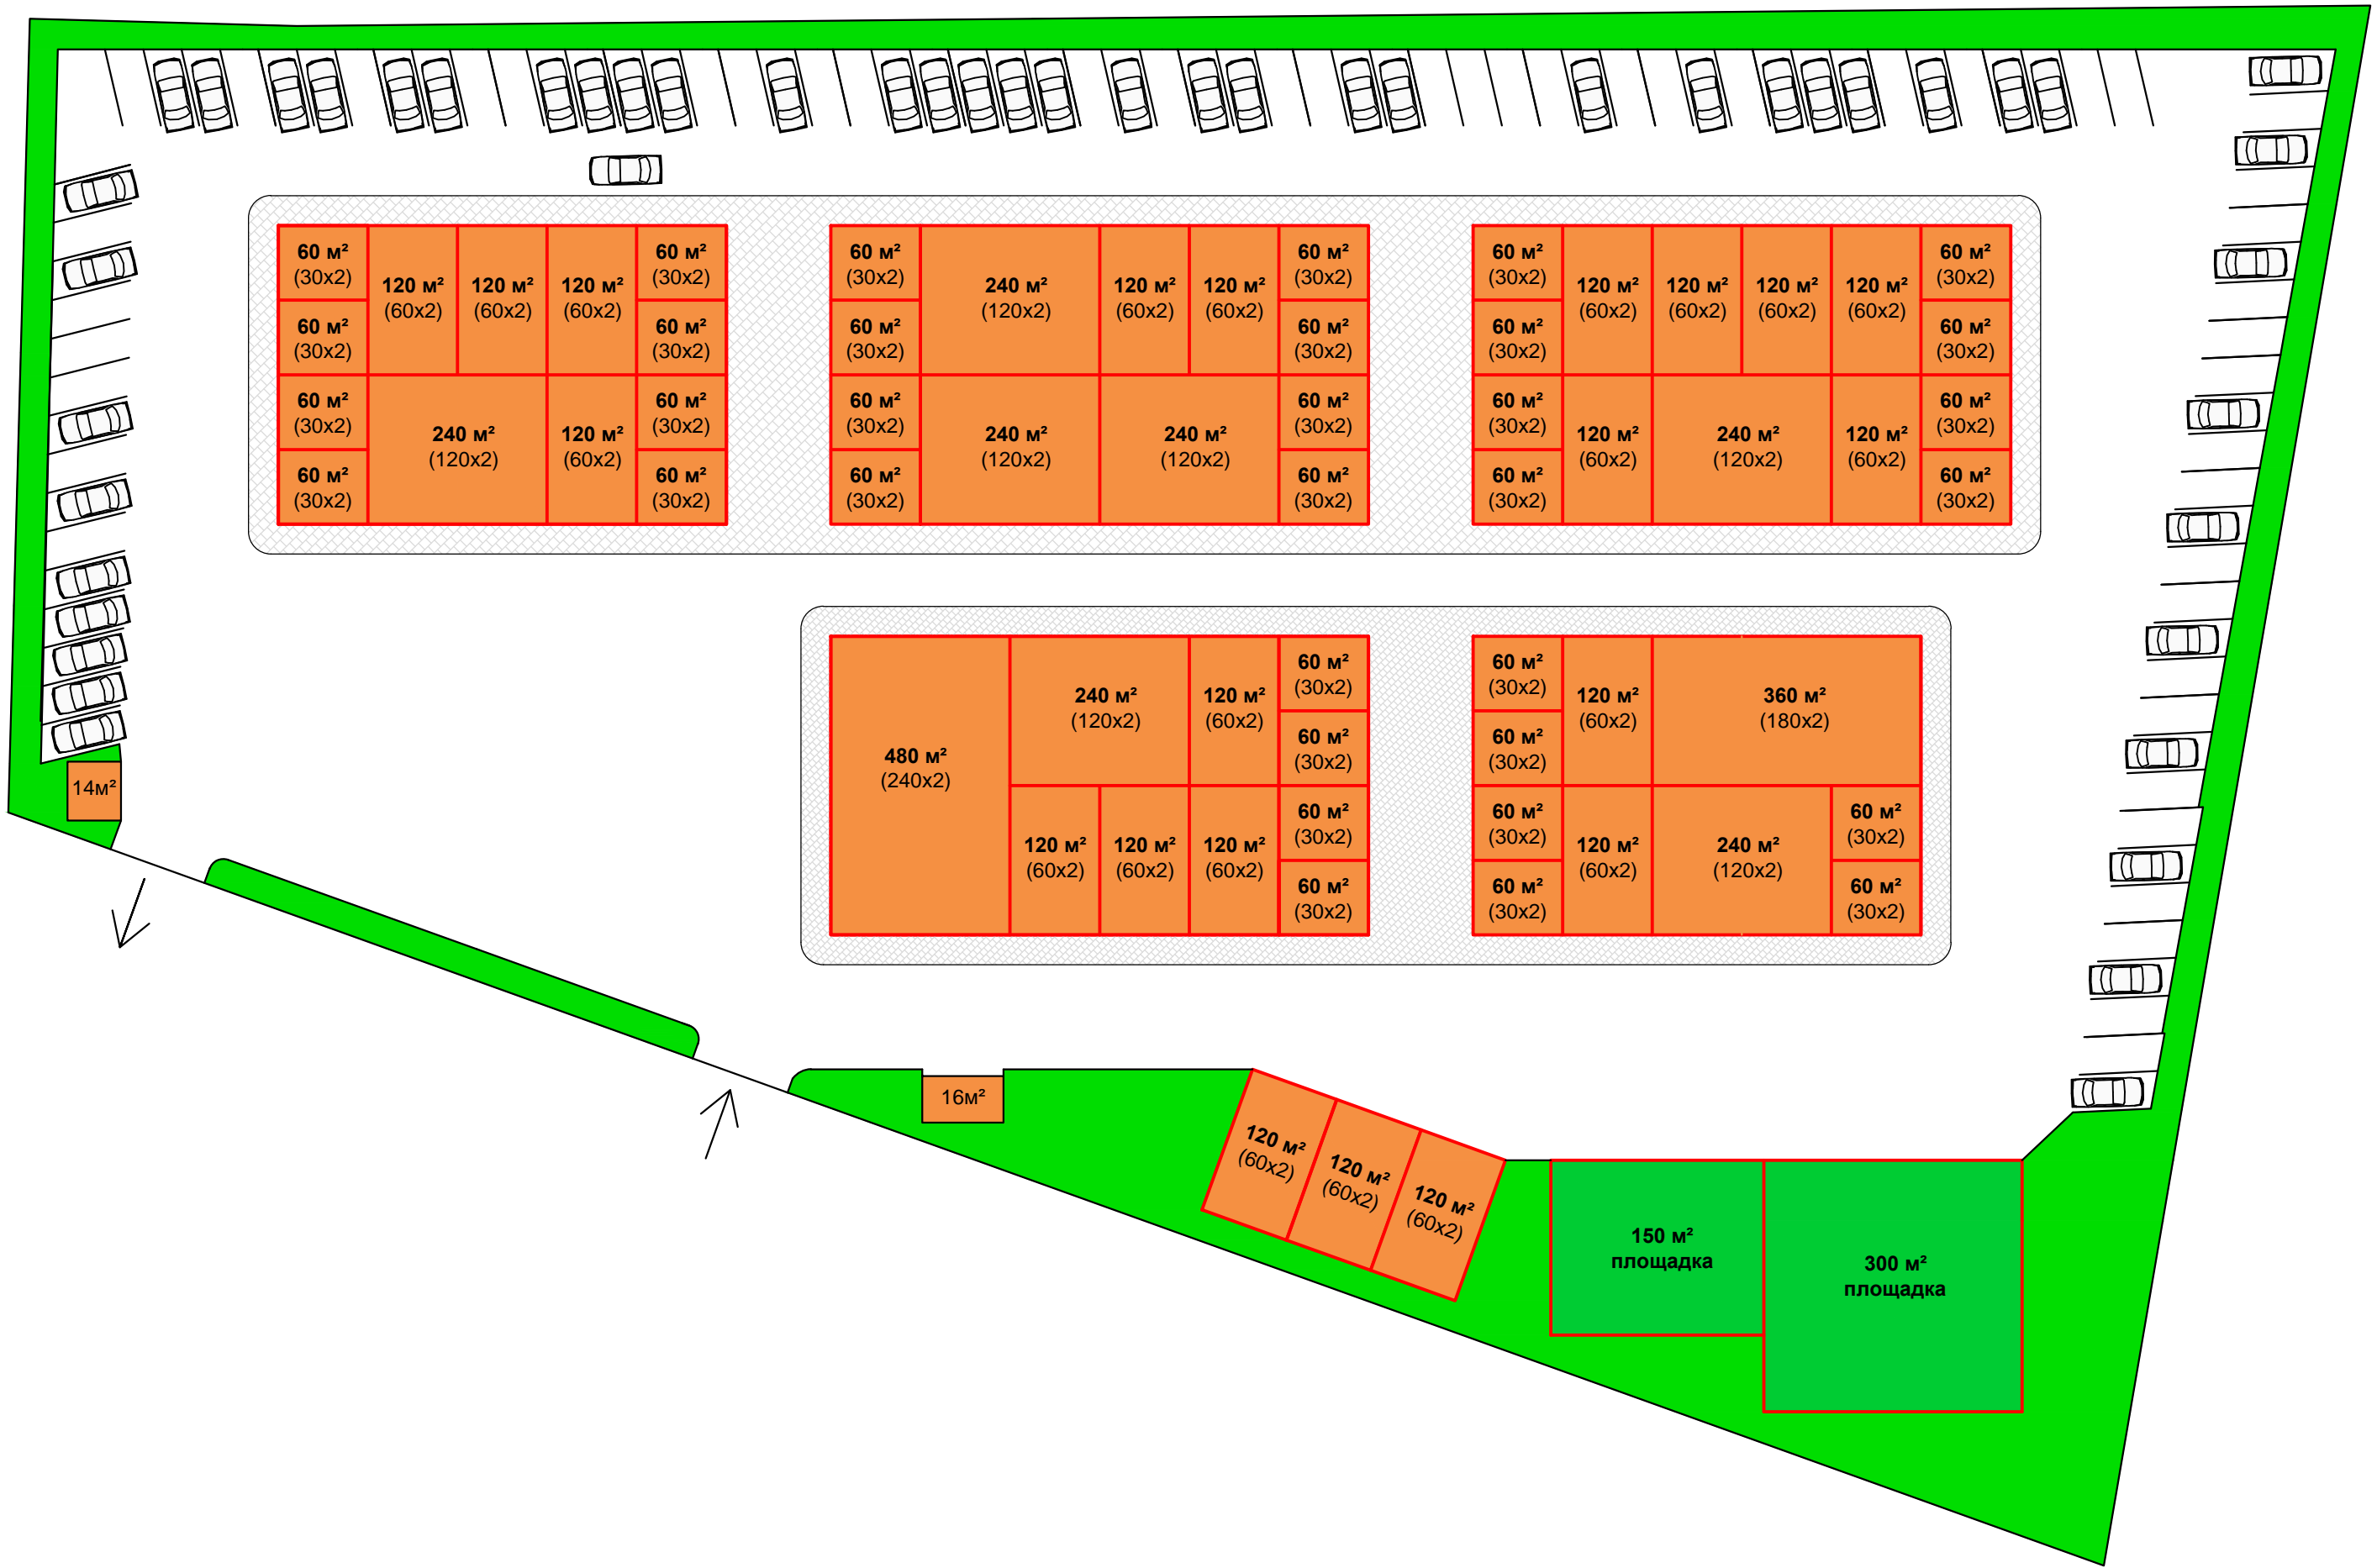 60 м²
(30x2)
60 м²
(30x2)
60 м²
(30x2)
60 м²
(30x2)
120 м²
(60x2)
120 м²
(60x2)
120 м²
(60x2)
240 м²
(120x2)
120 м²
(60x2)
60 м²
(30x2)
60 м²
(30x2)
60 м²
(30x2)
60 м²
(30x2)
60 м²
(30x2)
60 м²
(30x2)
60 м²
(30x2)
60 м²
(30x2)
240 м²
(120x2)
120 м²
(60x2)
120 м²
(60x2)
240 м²
(120x2)
240 м²
(120x2)
60 м²
(30x2)
60 м²
(30x2)
60 м²
(30x2)
60 м²
(30x2)
60 м²
(30x2)
60 м²
(30x2)
60 м²
(30x2)
60 м²
(30x2)
120 м²
(60x2)
120 м²
(60x2)
120 м²
(60x2)
120 м²
(60x2)
120 м²
(60x2)
240 м²
(120x2)
120 м²
(60x2)
60 м²
(30x2)
60 м²
(30x2)
60 м²
(30x2)
60 м²
(30x2)
480 м²
(240x2)
240 м²
(120x2)
120 м²
(60x2)
120 м²
(60x2)
120 м²
(60x2)
120 м²
(60x2)
60 м²
(30x2)
60 м²
(30x2)
60 м²
(30x2)
60 м²
(30x2)
60 м²
(30x2)
60 м²
(30x2)
60 м²
(30x2)
60 м²
(30x2)
120 м²
(60x2)
360 м²
(180x2)
120 м²
(60x2)
240 м²
(120x2)
60 м²
(30x2)
60 м²
(30x2)
14м²
16м²
120 м²
(60x2)
120 м²
(60x2)
120 м²
(60x2)
150 м²
площадка
300 м²
площадка